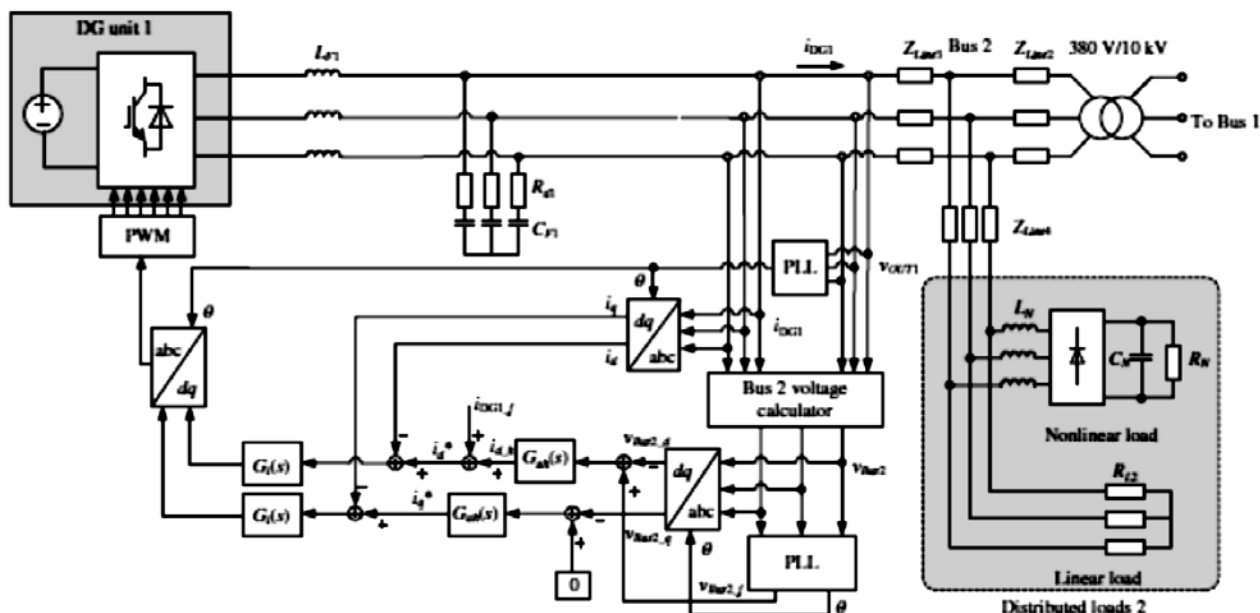 DG unit 1
L_F1
i_DG1
Z_Line1
Bus 2
Z_Line2
380 V/10 kV
To Bus 1
R_d1
C_F1
Z_Line4
PWM
PLL
v_OUT1
θ
θ
i_q
dq
abc
i_DG1
i_d
abc
dq
L_N
C_N
R_N
Bus 2 voltage
calculator
Nonlinear load
i_DG1_f
i_d*
i_d_h
G_i(s)
v_Bus2_d
dq
abc
v_Bus2
R_L2
G_i(s)
i_q*
v_Bus2_q
θ
0
v_Bus2_f
PLL
θ
Linear load
Distributed loads 2